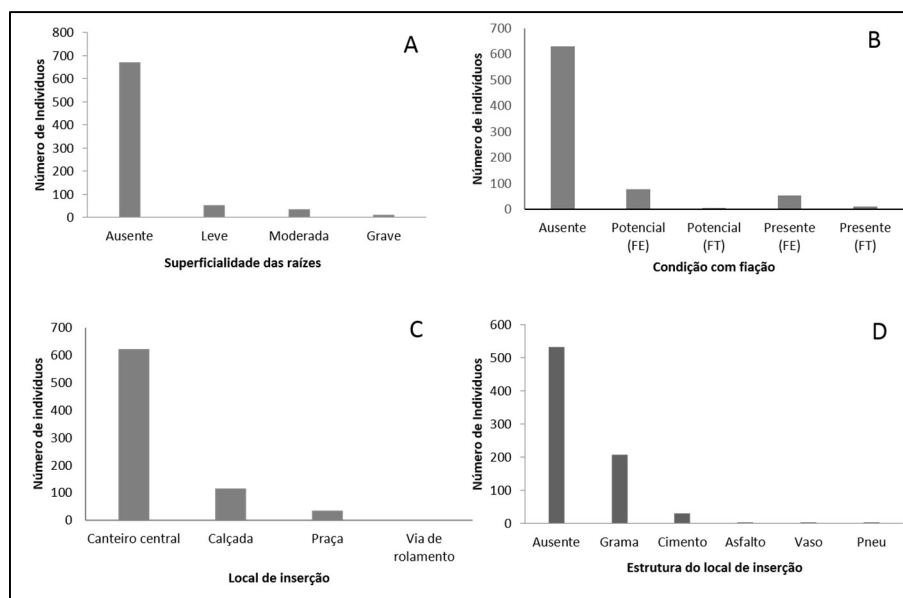 A
Número de Indivíduos
800
700
600
500
400
300
200
100
0
Ausente Leve Moderada Grave
Superficialidade das raízes
B
Número de indivíduos
700
600
500
400
300
200
100
0
Ausente Potencial (FE) Potencial (FT) Presente (FE) Presente (FT)
Condição com fiação
C
Número de indivíduos
700
600
500
400
300
200
100
0
Canteiro central Calçada Praça Via de rolamento
Local de inserção
D
Número de Indivíduos
600
500
400
300
200
100
0
Ausente Grama Cimento Asfalto Vaso Pneu
Estrutura do local de inserção